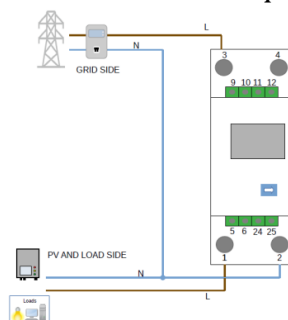 L
N
3 4
GRID SIDE
9 10 11 12
5 6 24 25
PV AND LOAD SIDE
1 2
N
L
Loads